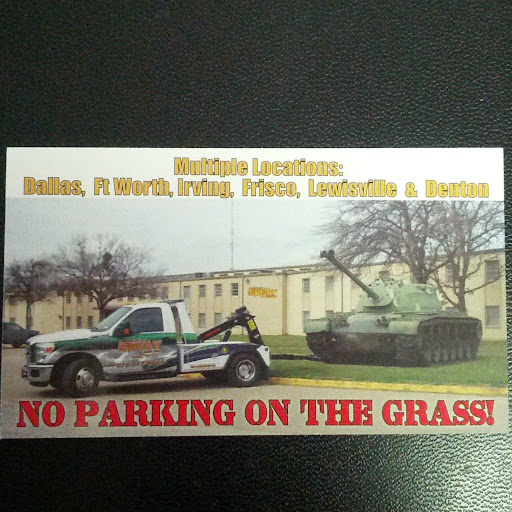 Multiple Locations:
Dallas, Ft Worth, Irving, Frisco, Lewisville & Denton
NO PARKING ON THE GRASS!